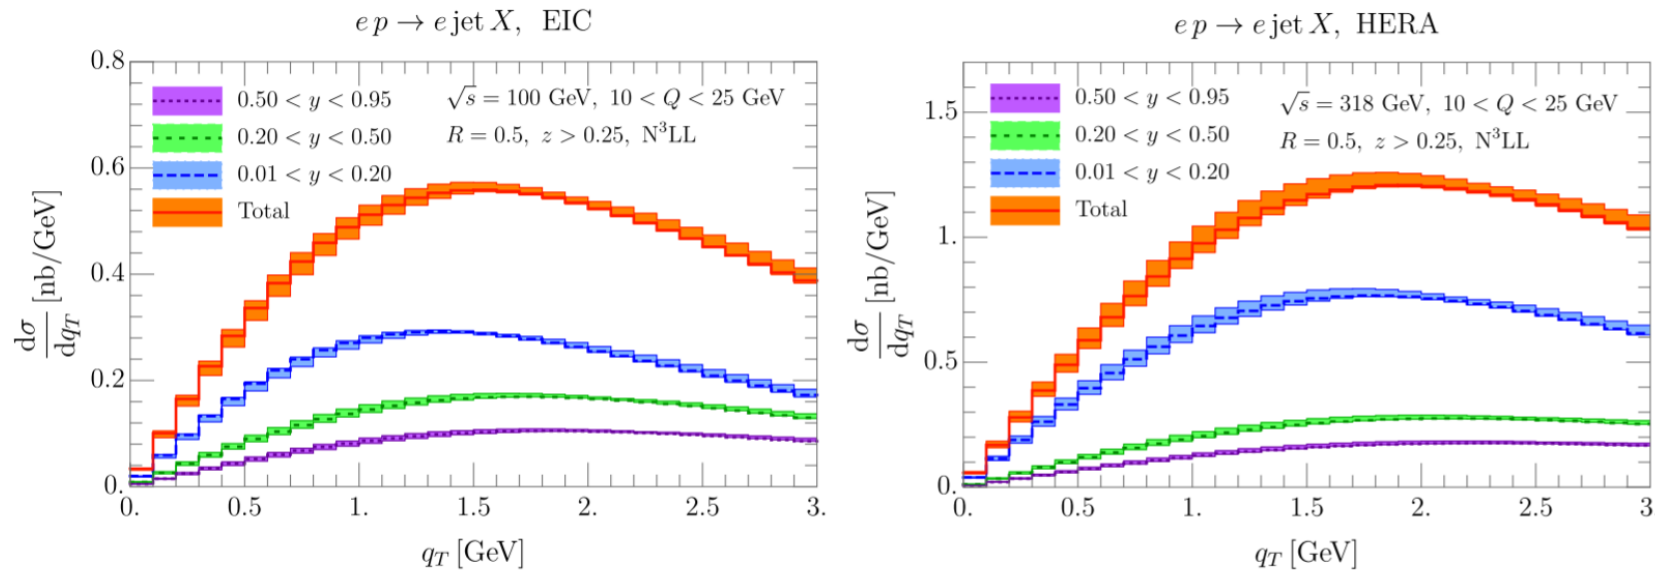 e p → e jet X, EIC
0.8
0.6
0.4
0.2
0.
dσ/dq_T [nb/GeV]
0.50 < y < 0.95
0.20 < y < 0.50
0.01 < y < 0.20
Total
√s = 100 GeV, 10 < Q < 25 GeV
R = 0.5, z > 0.25, N³LL
0. 0.5 1. 1.5 2. 2.5 3.
q_T [GeV]
e p → e jet X, HERA
1.5
1.
0.5
0.
dσ/dq_T [nb/GeV]
0.50 < y < 0.95
0.20 < y < 0.50
0.01 < y < 0.20
Total
√s = 318 GeV, 10 < Q < 25 GeV
R = 0.5, z > 0.25, N³LL
0. 0.5 1. 1.5 2. 2.5 3
q_T [GeV]